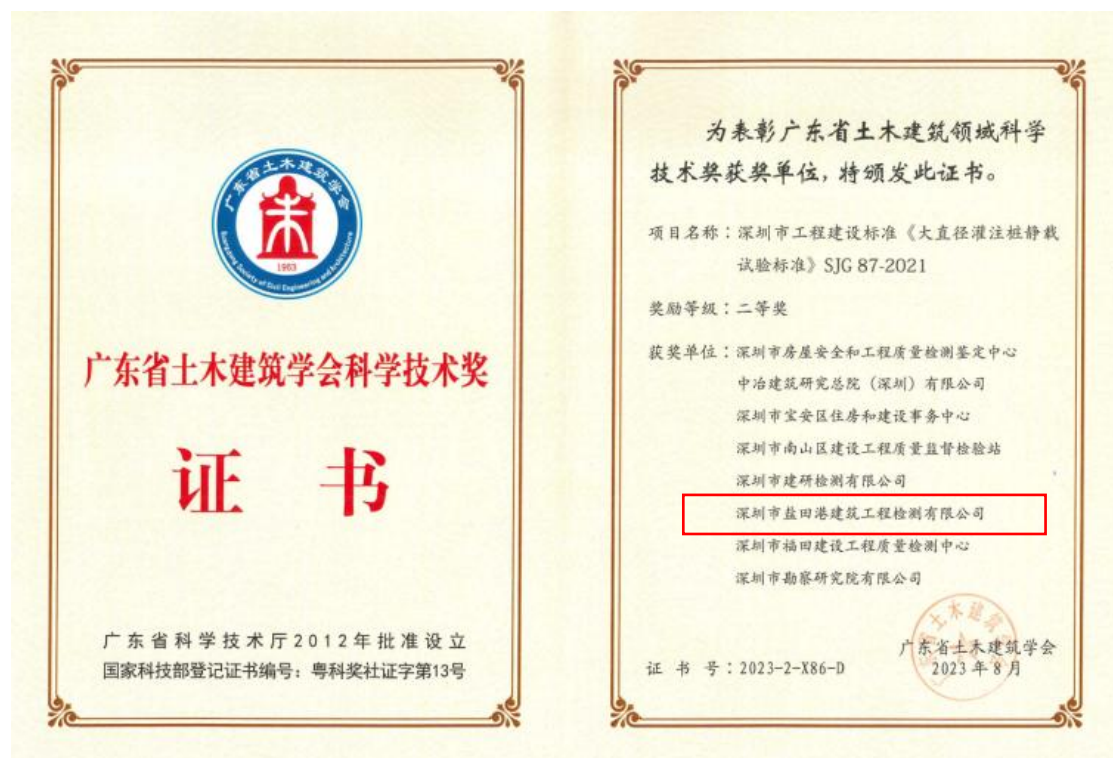 广东省土木建筑学会
Guangdong Society of Civil Engineering and Architecture
1953
广东省土木建筑学会科学技术奖
证 书
广东省科学技术厅2012年批准设立
国家科技部登记证书编号：粤科奖社证字第13号
为表彰广东省土木建筑领域科学
技术奖获奖单位，特颁发此证书。
项目名称：深圳市工程建设标准《大直径灌注桩静载
试验标准》SJG 87-2021
奖励等级：二等奖
获奖单位：深圳市房屋安全和工程质量检测鉴定中心
中冶建筑研究总院（深圳）有限公司
深圳市宝安区住房和建设事务中心
深圳市南山区建设工程质量监督检验站
深圳市建研检测有限公司
深圳市盐田港建筑工程检测有限公司
深圳市福田建设工程质量检测中心
深圳市勘察研究院有限公司
广东省土木建筑学会
证 书 号：2023-2-X86-D
2023年8月